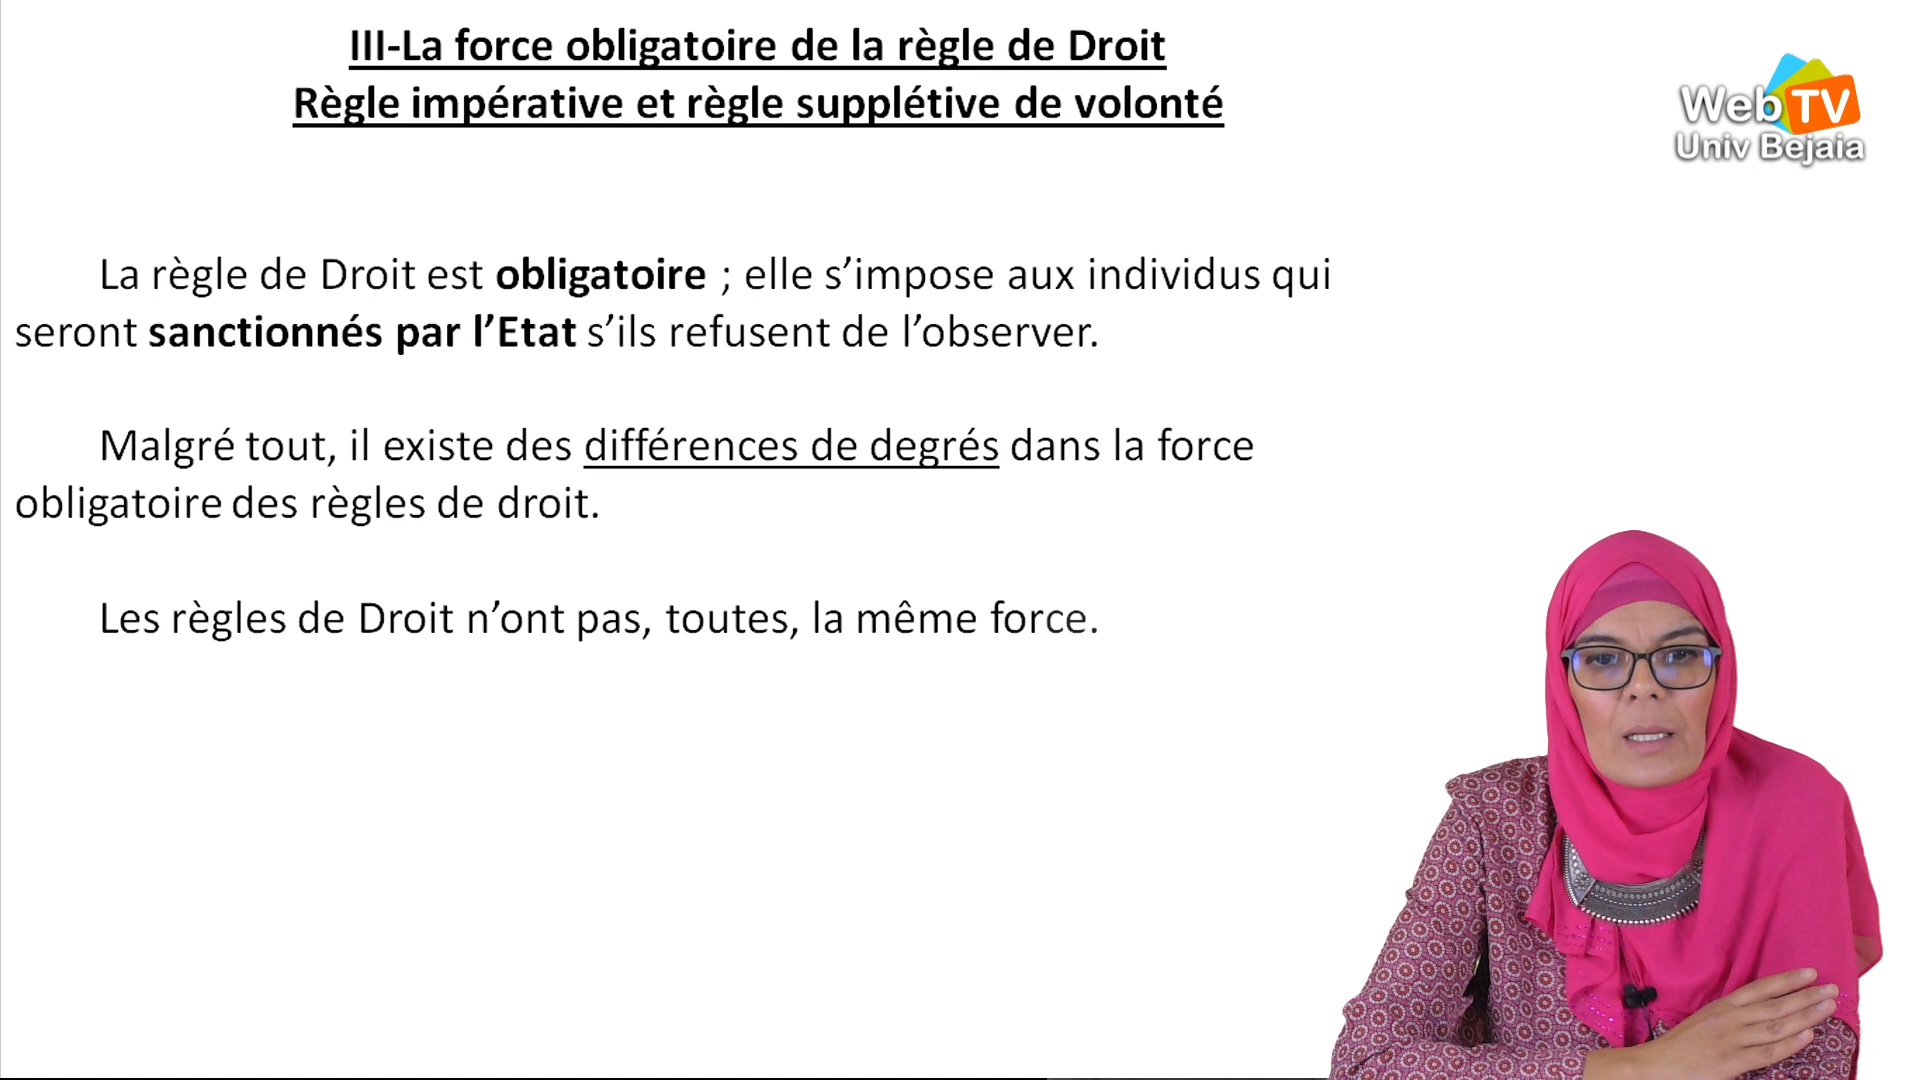 III-La force obligatoire de la règle de Droit
Règle impérative et règle supplétive de volonté
Web TV
Univ Bejaia
La règle de Droit est obligatoire ; elle s’impose aux individus qui
seront sanctionnés par l’Etat s’ils refusent de l’observer.
Malgré tout, il existe des différences de degrés dans la force
obligatoire des règles de droit.
Les règles de Droit n’ont pas, toutes, la même force.